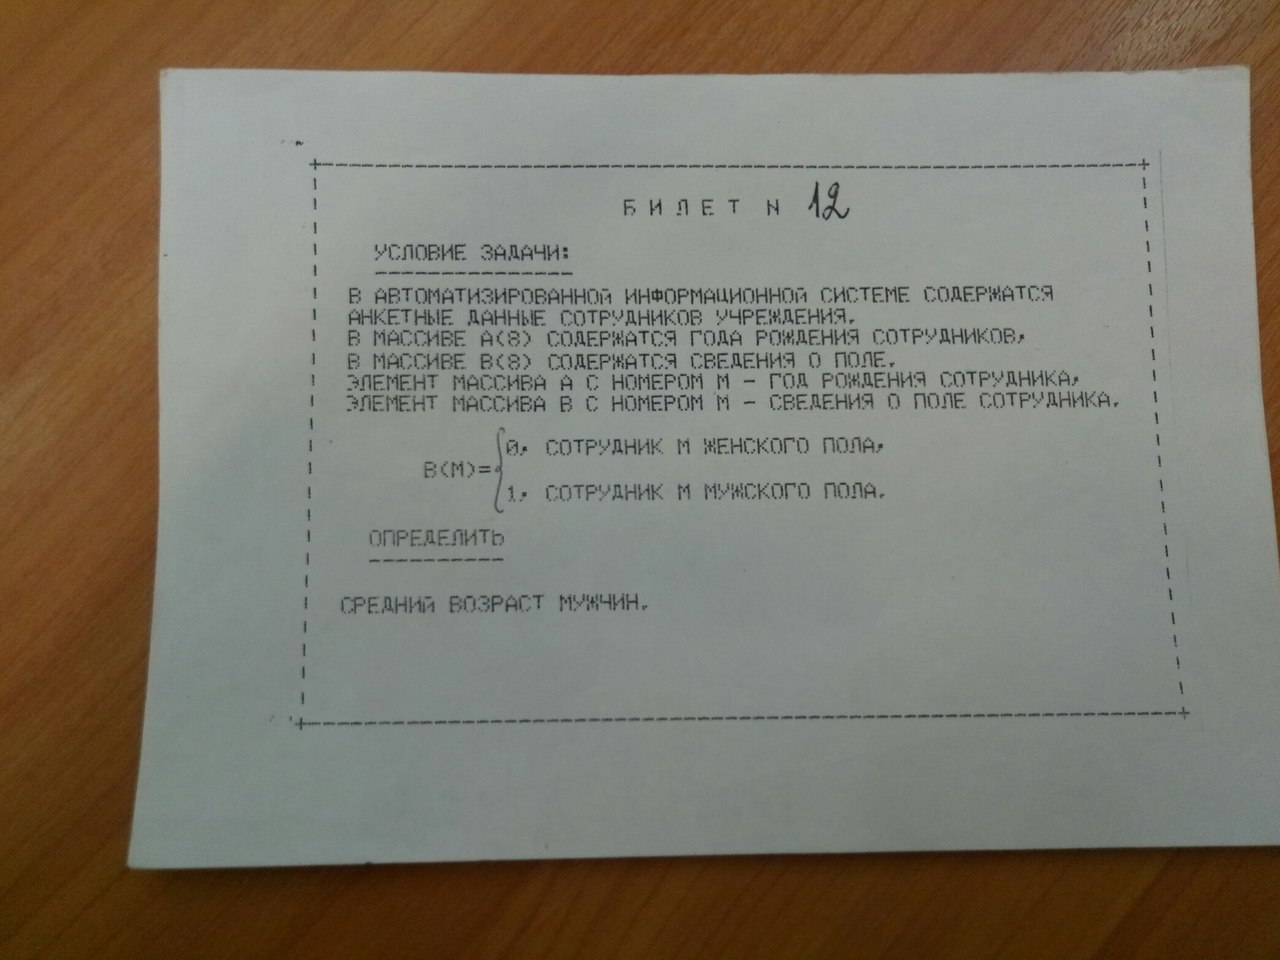 БИЛЕТ N 12
УСЛОВИЕ ЗАДАЧИ:
В АВТОМАТИЗИРОВАННОЙ ИНФОРМАЦИОННОЙ СИСТЕМЕ СОДЕРЖАТСЯ
АНКЕТНЫЕ ДАННЫЕ СОТРУДНИКОВ УЧРЕЖДЕНИЯ.
В МАССИВЕ А(8) СОДЕРЖАТСЯ ГОДА РОЖДЕНИЯ СОТРУДНИКОВ,
В МАССИВЕ В(8) СОДЕРЖАТСЯ СВЕДЕНИЯ О ПОЛЕ.
ЭЛЕМЕНТ МАССИВА А С НОМЕРОМ М - ГОД РОЖДЕНИЯ СОТРУДНИКА,
ЭЛЕМЕНТ МАССИВА В С НОМЕРОМ М - СВЕДЕНИЯ О ПОЛЕ СОТРУДНИКА.
0, СОТРУДНИК М ЖЕНСКОГО ПОЛА,
В(М)=
1, СОТРУДНИК М МУЖСКОГО ПОЛА.
ОПРЕДЕЛИТЬ
СРЕДНИЙ ВОЗРАСТ МУЖЧИН.